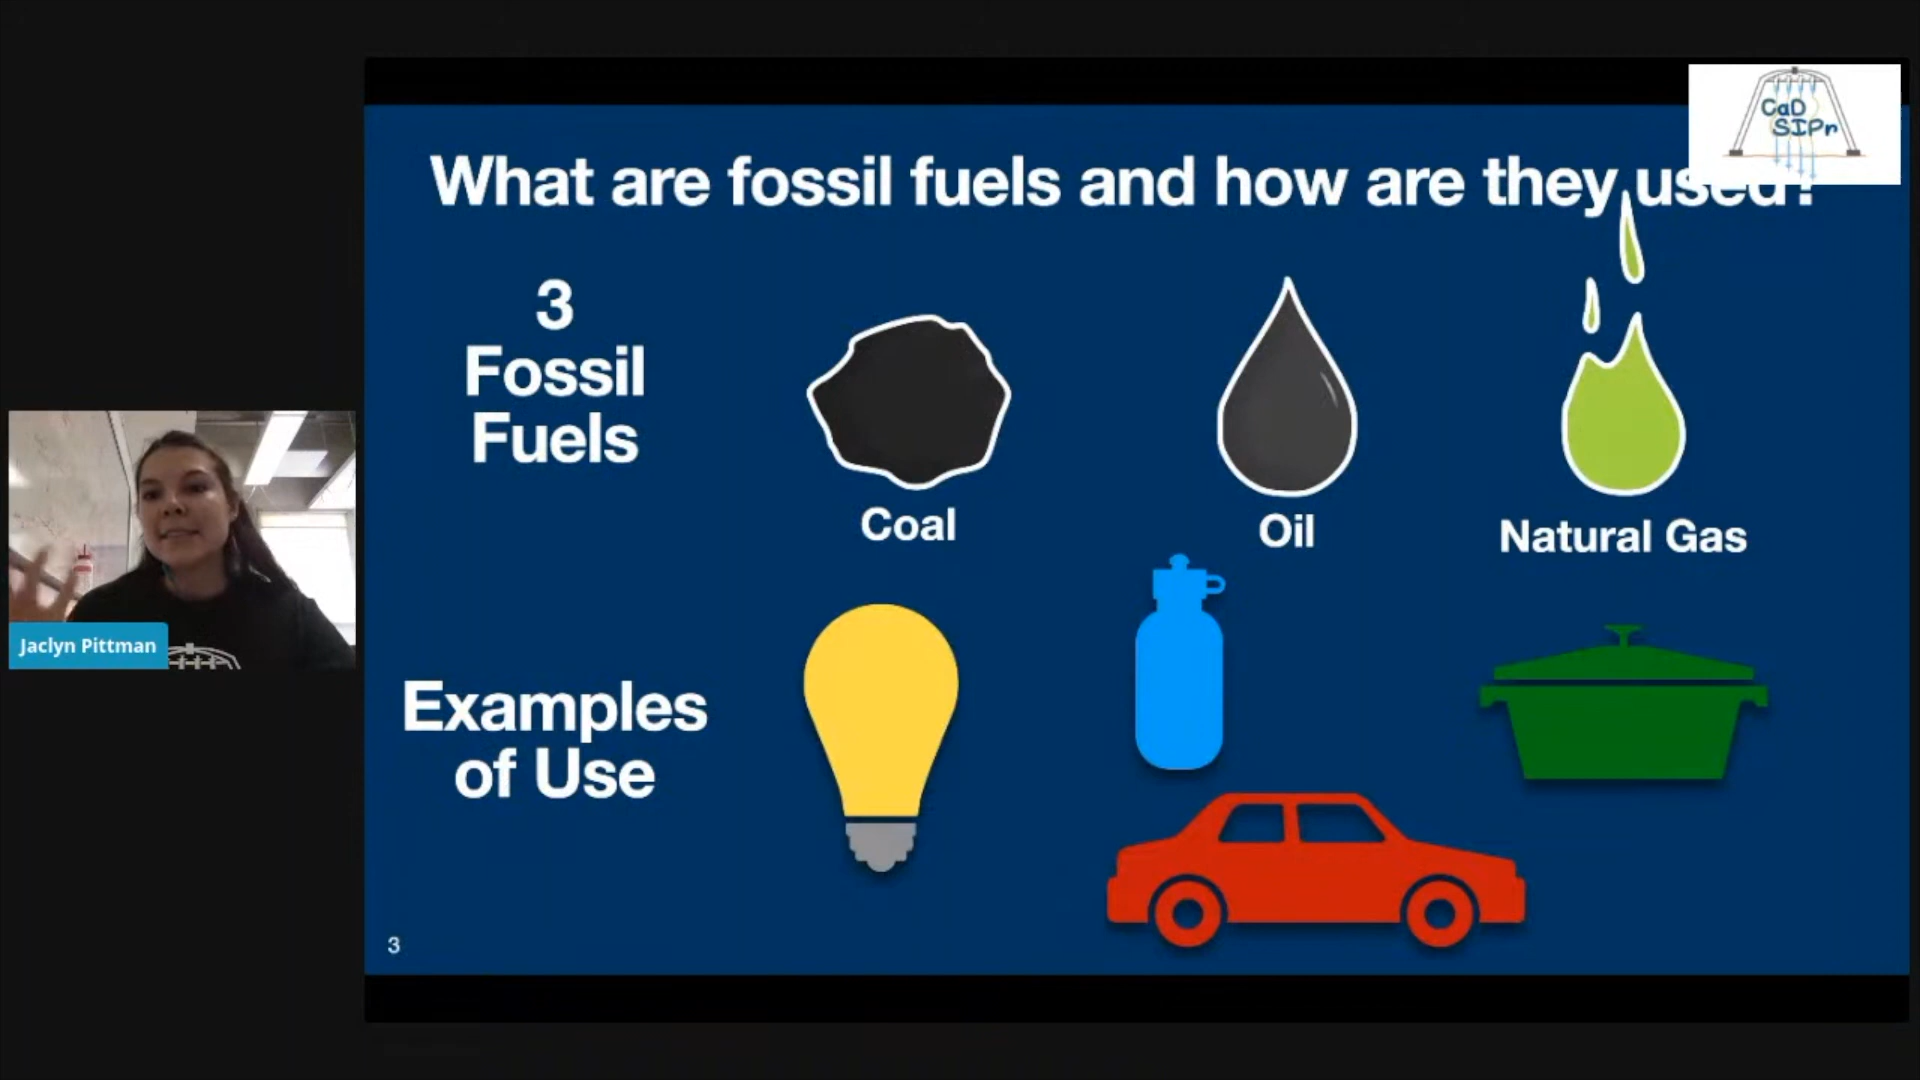 What are fossil fuels and how are they used?
CaD
SIPn
3
Fossil
Fuels
Coal
Oil
Natural Gas
Jaclyn Pittman
Examples
of Use
3